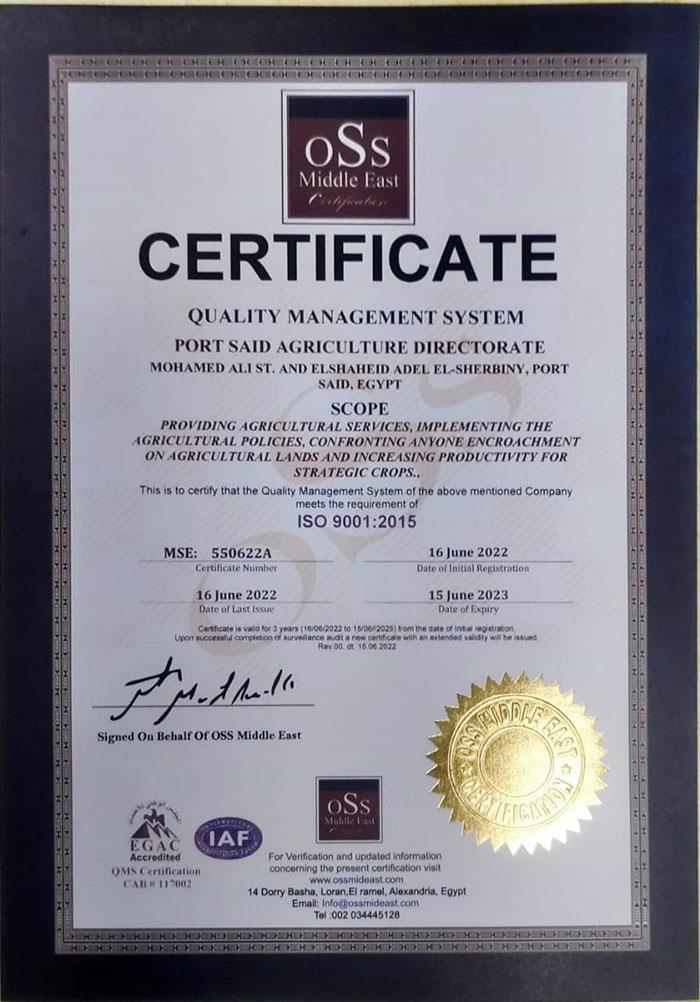 oSs
Middle East
Certification
CERTIFICATE
QUALITY MANAGEMENT SYSTEM
PORT SAID AGRICULTURE DIRECTORATE
MOHAMED ALI ST. AND ELSHAHEID ADEL EL-SHERBINY, PORT
SAID, EGYPT
SCOPE
PROVIDING AGRICULTURAL SERVICES, IMPLEMENTING THE
AGRICULTURAL POLICIES, CONFRONTING ANYONE ENCROACHMENT
ON AGRICULTURAL LANDS AND INCREASING PRODUCTIVITY FOR
STRATEGIC CROPS.,
This is to certify that the Quality Management System of the above mentioned Company
meets the requirement of
ISO 9001:2015
MSE: 550622A
Certificate Number
16 June 2022
Date of Initial Registration
16 June 2022
Date of Last Issue
15 June 2023
Date of Expiry
Certificate is valid for 3 years (16/06/2022 to 15/06/2025) from the date of initial registration.
Upon successful completion of surveillance audit a new certificate with an extended validity will be issued.
Rev.00. dt. 15.06.2022
Signed On Behalf Of OSS Middle East
OSS MIDDLE EAST
CERTIFICATION
EGAC
Accredited
QMS Certification
CAB # 117002
IAF
oSs
Middle East
For Verification and updated information
concerning the present certification visit
www.ossmideast.com
14 Dorry Basha, Loran,El ramel, Alexandria, Egypt
Email: Info@ossmideast.com
Tel :002 034445128